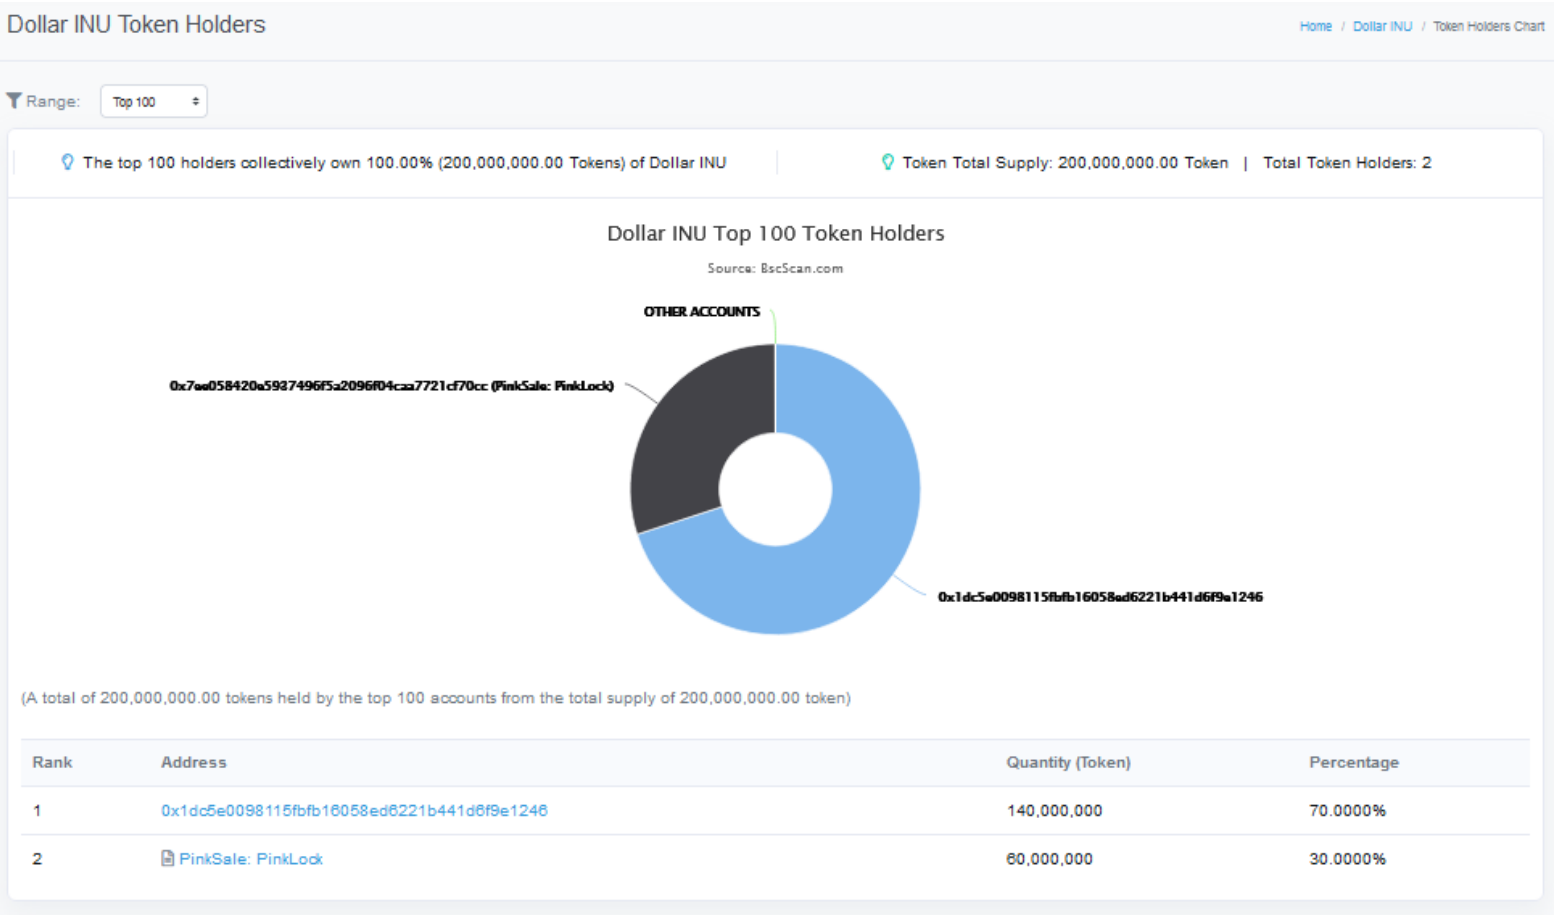 Dollar INU Token Holders
Home / Dollar INU / Token Holders Chart
Range: Top 100
The top 100 holders collectively own 100.00% (200,000,000.00 Tokens) of Dollar INU
Token Total Supply: 200,000,000.00 Token | Total Token Holders: 2
Dollar INU Top 100 Token Holders
Source: BscScan.com
OTHER ACCOUNTS
0x7ee058420e5937496f5a2096f04caa7721cf70cc (PinkSale: PinkLock)
0x1dc5e0098115fbfb16058ed6221b441d6f9e1246
(A total of 200,000,000.00 tokens held by the top 100 accounts from the total supply of 200,000,000.00 token)
Rank Address Quantity (Token) Percentage
1 0x1dc5e0098115fbfb16058ed6221b441d6f9e1246 140,000,000 70.0000%
2 PinkSale: PinkLock 60,000,000 30.0000%